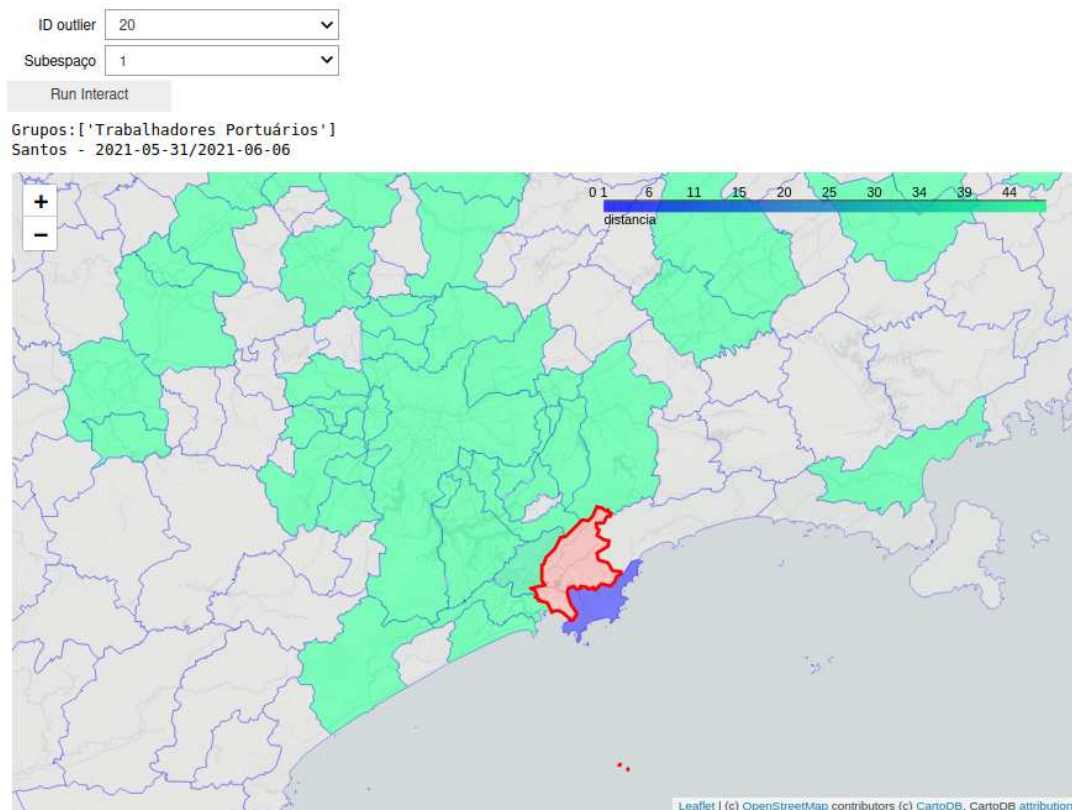 ID outlier 20
Subespaço 1
Run Interact
Grupos:['Trabalhadores Portuários']
Santos - 2021-05-31/2021-06-06
+
−
0 1 6 11 15 20 25 30 34 39 44
distancia
Leaflet | (c) OpenStreetMap contributors (c) CartoDB, CartoDB attributions